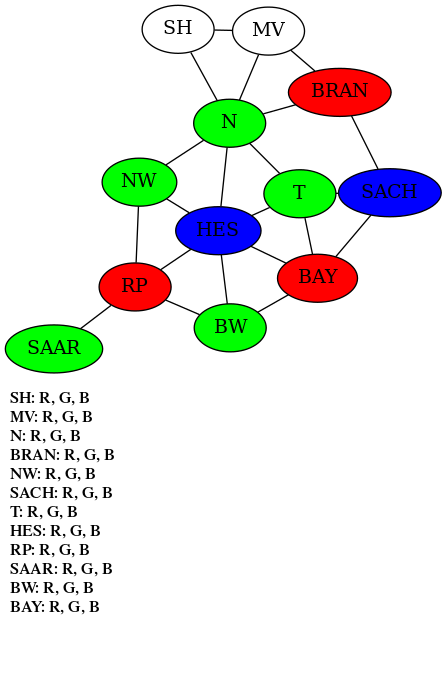 SH
MV
BRAN
N
NW
T
SACH
HES
BAY
RP
BW
SAAR
SH: R, G, B
MV: R, G, B
N: R, G, B
BRAN: R, G, B
NW: R, G, B
SACH: R, G, B
T: R, G, B
HES: R, G, B
RP: R, G, B
SAAR: R, G, B
BW: R, G, B
BAY: R, G, B